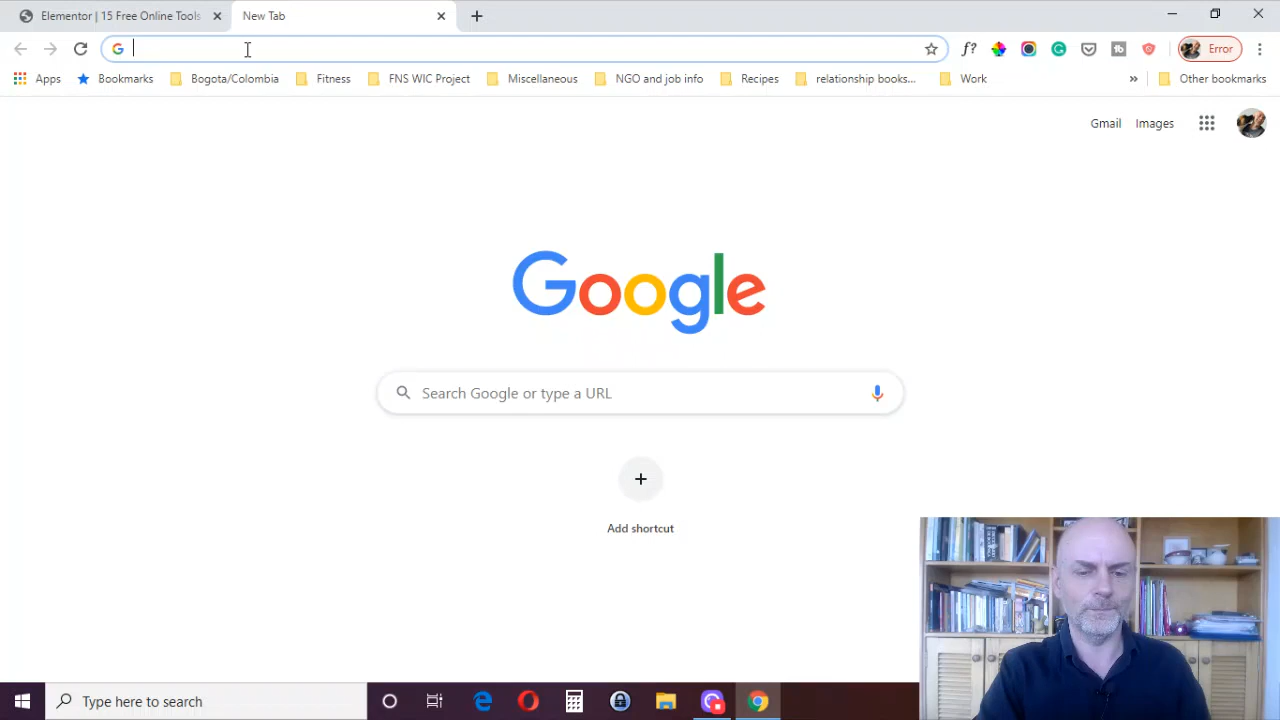 Elementor | 15 Free Online Tools
New Tab
f?
Error
Apps
Bookmarks
Bogota/Colombia
Fitness
FNS WIC Project
Miscellaneous
NGO and job info
Recipes
relationship books...
Work
»
Other bookmarks
Gmail
Images
Google
Search Google or type a URL
Add shortcut
Type here to search